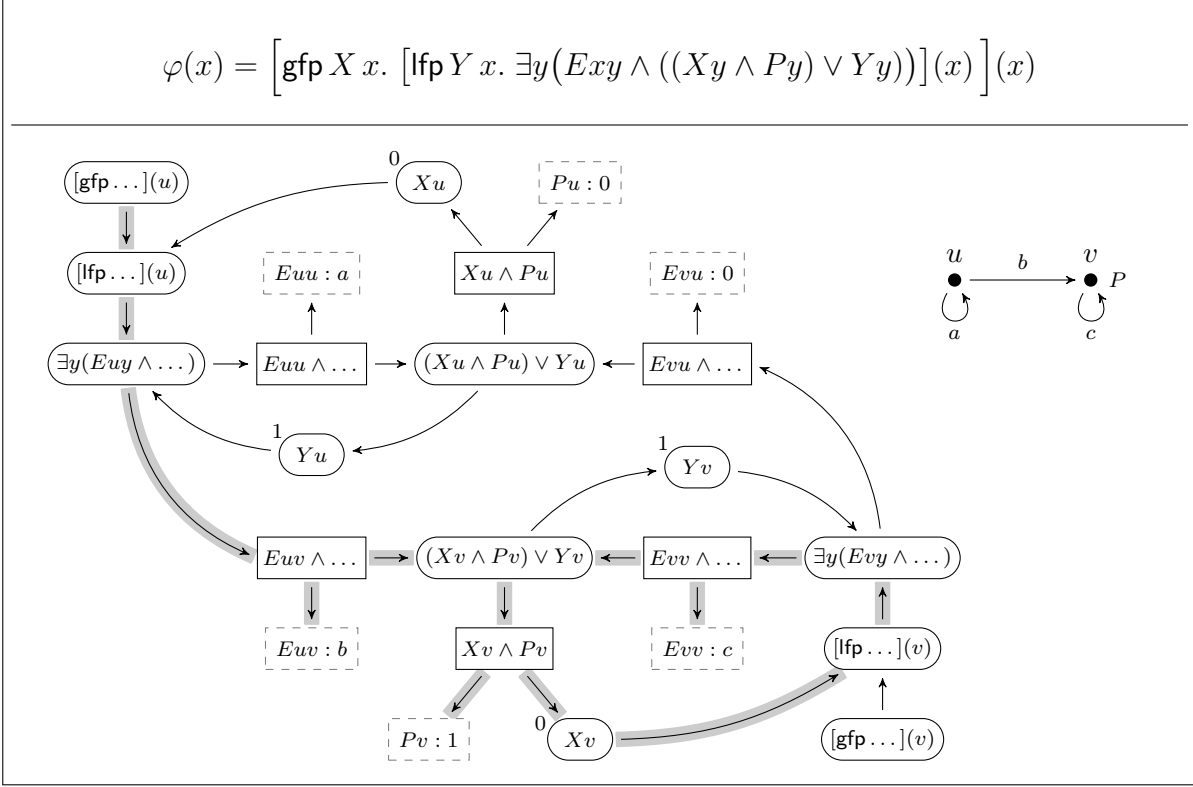 φ(x) = [gfp X x. [lfp Y x. ∃y(Exy ∧ ((Xy ∧ Py) ∨ Yy))](x) ](x)
[gfp...](u)
0
Xu
Pu : 0
[lfp...](u)
Euu : a
Xu ∧ Pu
Evu : 0
u
b
v
P
a
c
∃y(Euy ∧ ...)
Euu ∧ ...
(Xu ∧ Pu) ∨ Yu
Evu ∧ ...
1
Yu
1
Yv
Euv ∧ ...
(Xv ∧ Pv) ∨ Yv
Evv ∧ ...
∃y(Evy ∧ ...)
Euv : b
Xv ∧ Pv
Evv : c
[lfp...](v)
Pv : 1
0
Xv
[gfp...](v)